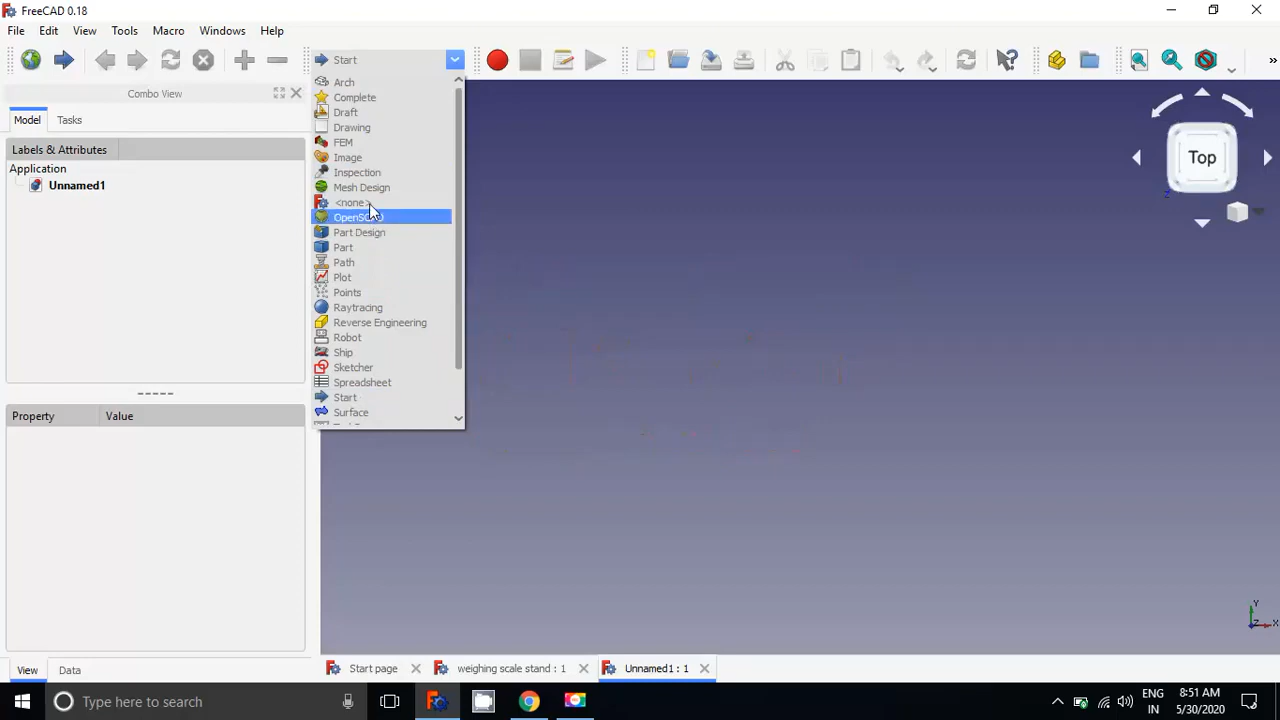 FreeCAD 0.18
File Edit View Tools Macro Windows Help
Start
Combo View
Arch
Complete
Draft
Drawing
FEM
Image
Inspection
Mesh Design
<none>
Part Design
Part
Path
Plot
Points
Raytracing
Reverse Engineering
Robot
Ship
Sketcher
Spreadsheet
Start
Surface
Model Tasks
Labels & Attributes
Application
Unnamed1
Property Value
Top
Y
Z
X
View Data
Start page weighing scale stand : 1 Unnamed1 : 1
Type here to search
ENG 8:51 AM
IN 5/30/2020